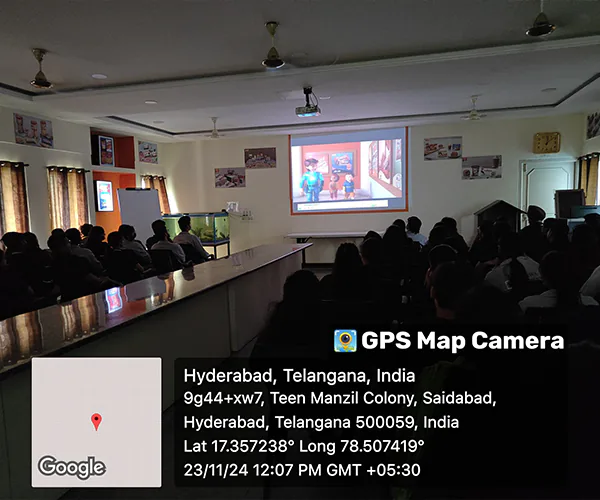 GPS Map Camera
Hyderabad, Telangana, India
9g44+xw7, Teen Manzil Colony, Saidabad,
Hyderabad, Telangana 500059, India
Lat 17.357238° Long 78.507419°
23/11/24 12:07 PM GMT +05:30
Google